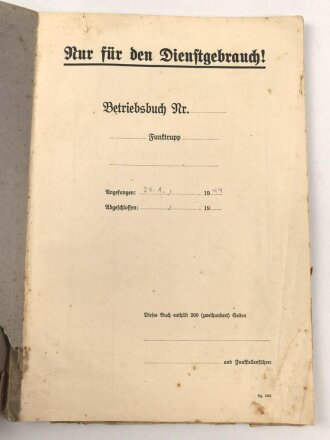 Nur für den Dienstgebrauch!
Betriebsbuch Nr.
Funktrupp
Angefangen: 24. 1. 1944
Abgeschlossen: , 19
Dieses Buch enthält 200 (zweihundert) Seiten
und Funkstellenführer